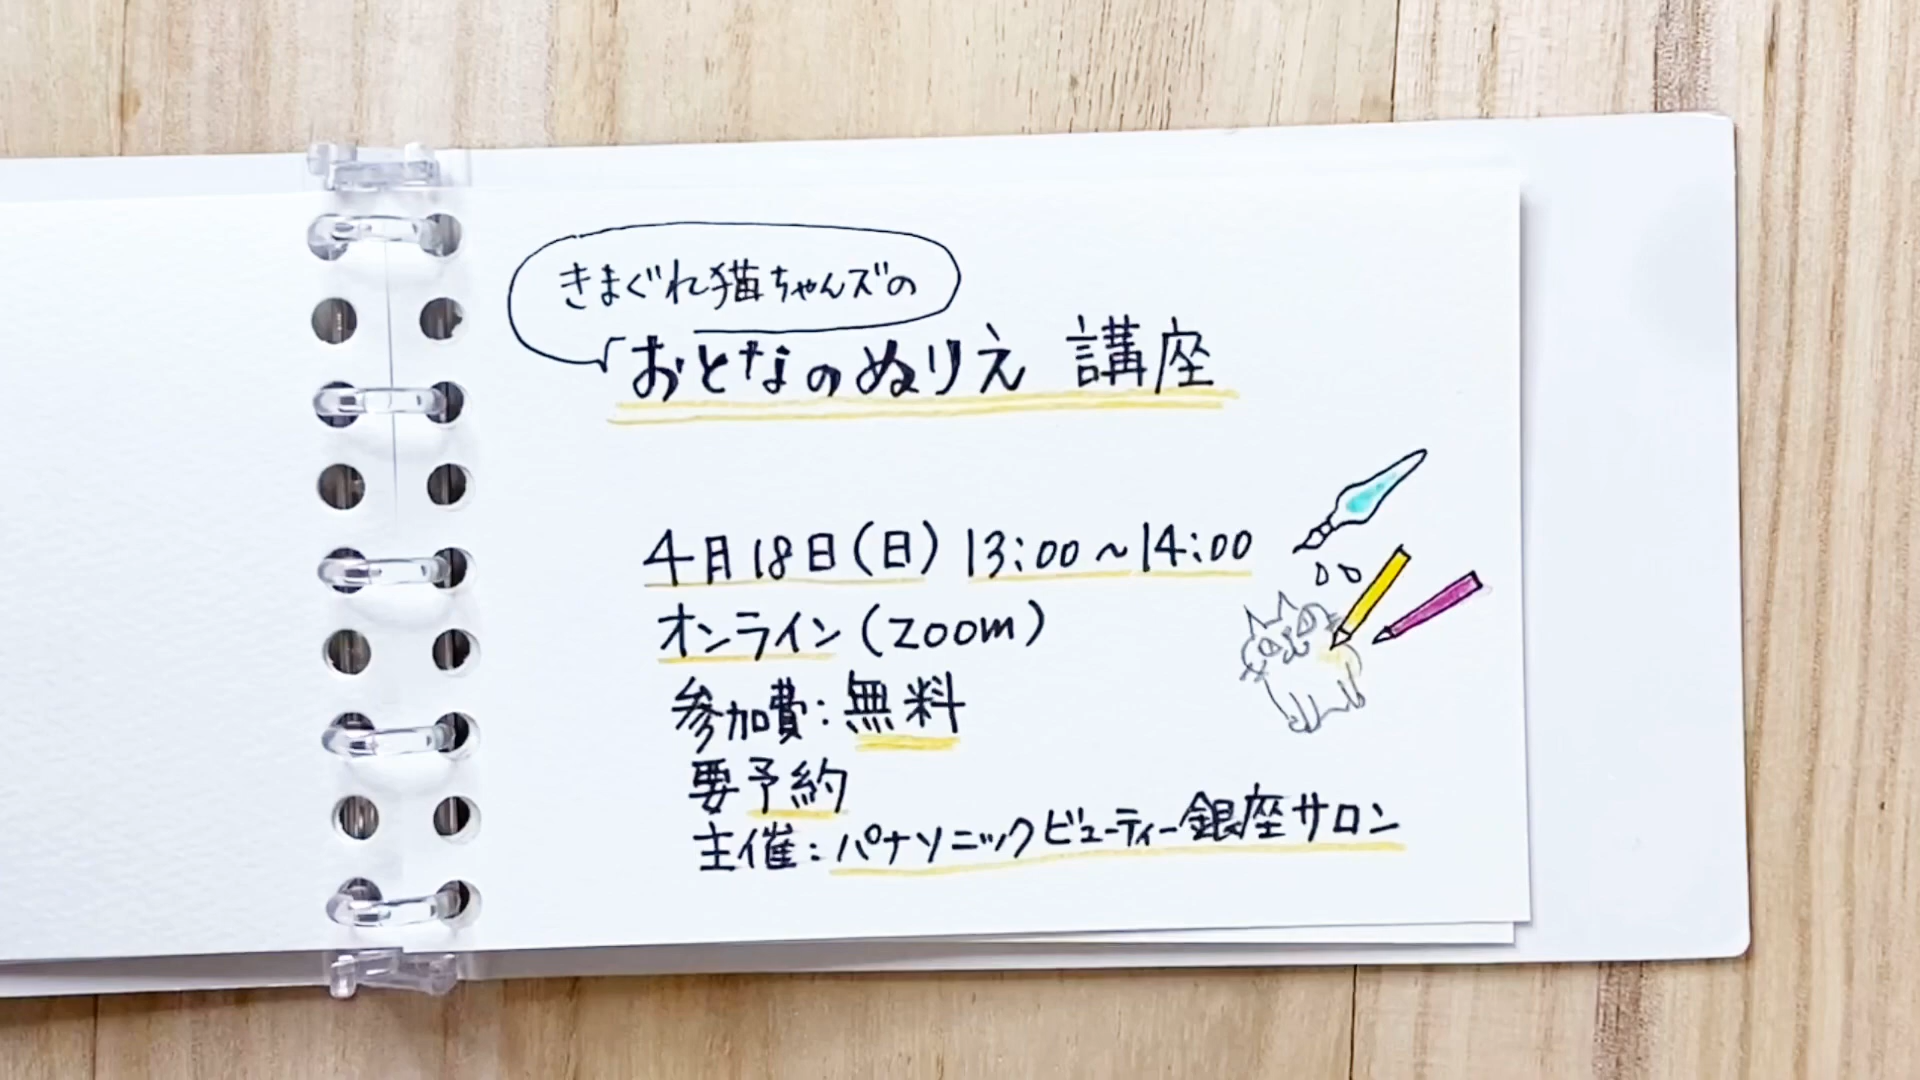 きまぐれ猫ちゃんズの
おとなのぬりえ 講座
4月18日(日) 13:00~14:00
オンライン(zoom)
参加費:無料
要予約
主催:パナソニックビューティー銀座サロン